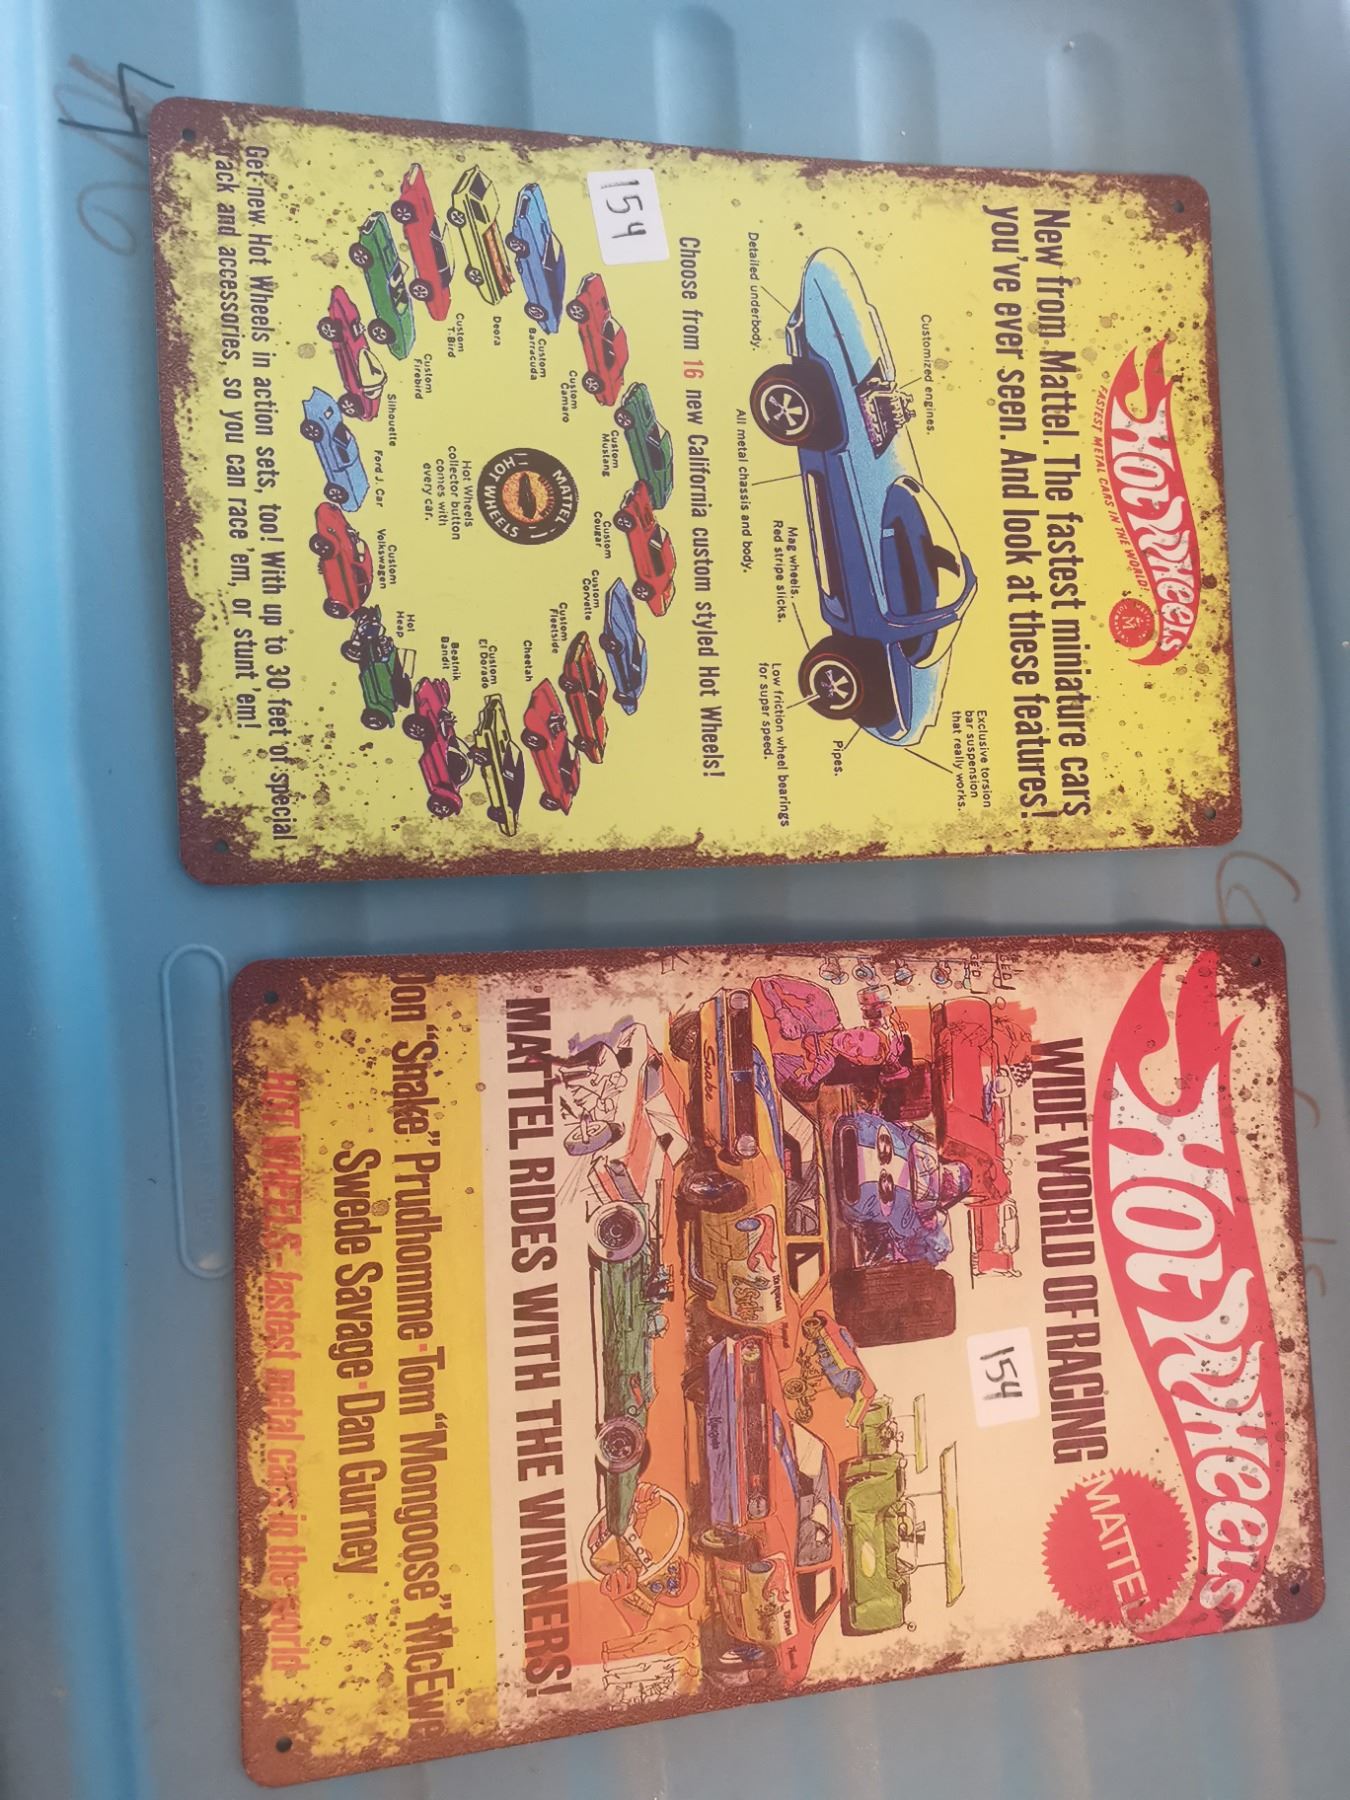 Hot Wheels
FASTEST METAL CARS IN THE WORLD!
M
New from Mattel. The fastest miniature cars
you've ever seen. And look at these features!
Customized engines.
Exclusive torsion
bar suspension
that really works.
Detailed underbody.
All metal chassis and body.
Mag wheels.
Red stripe slicks.
Low friction wheel bearings
for super speed.
Pipes.
Choose from 16 new California custom styled Hot Wheels!
154
Custom
Barracuda
Custom
Camaro
Custom
Mustang
Custom
Cougar
Custom
Corvette
Custom
Fleetside
Cheetah
Custom
El Dorado
Beatnik
Bandit
Hot
Heap
Custom
Volkswagen
Ford J. Car
Silhouette
Custom
Firebird
Custom
T-Bird
Deora
MATTEL
HOT WHEELS
Hot Wheels
collector button
comes with
every car.
Get new Hot Wheels in action sets, too! With up to 30 feet of special
rack and accessories, so you can race 'em, or stunt 'em!
Hot Wheels
MATTEL
WIDE WORLD OF RACING
154
Snake
Mongoose
MATTEL RIDES WITH THE WINNERS!
Don "Snake" Prudhomme·Tom "Mongoose" McEwe
Swede Savage·Dan Gurney
HOT WHEELS-fastest metal cars in the world